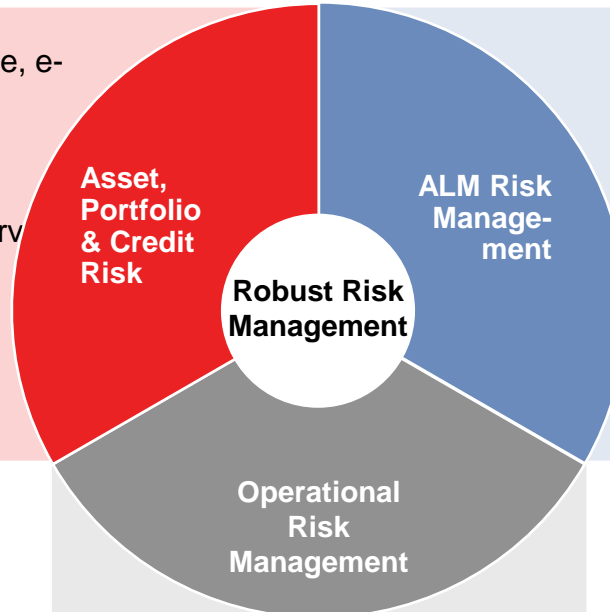 e, e-
Asset,
Portfolio
& Credit
Risk
ALM Risk
Manage-
ment
Robust Risk
Management
Operational
Risk
Management